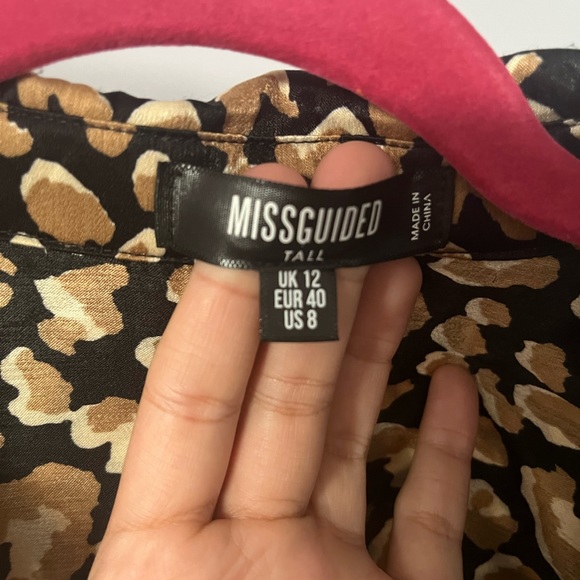 MISSGUIDED
TALL
MADE IN
CHINA
UK 12
EUR 40
US 8